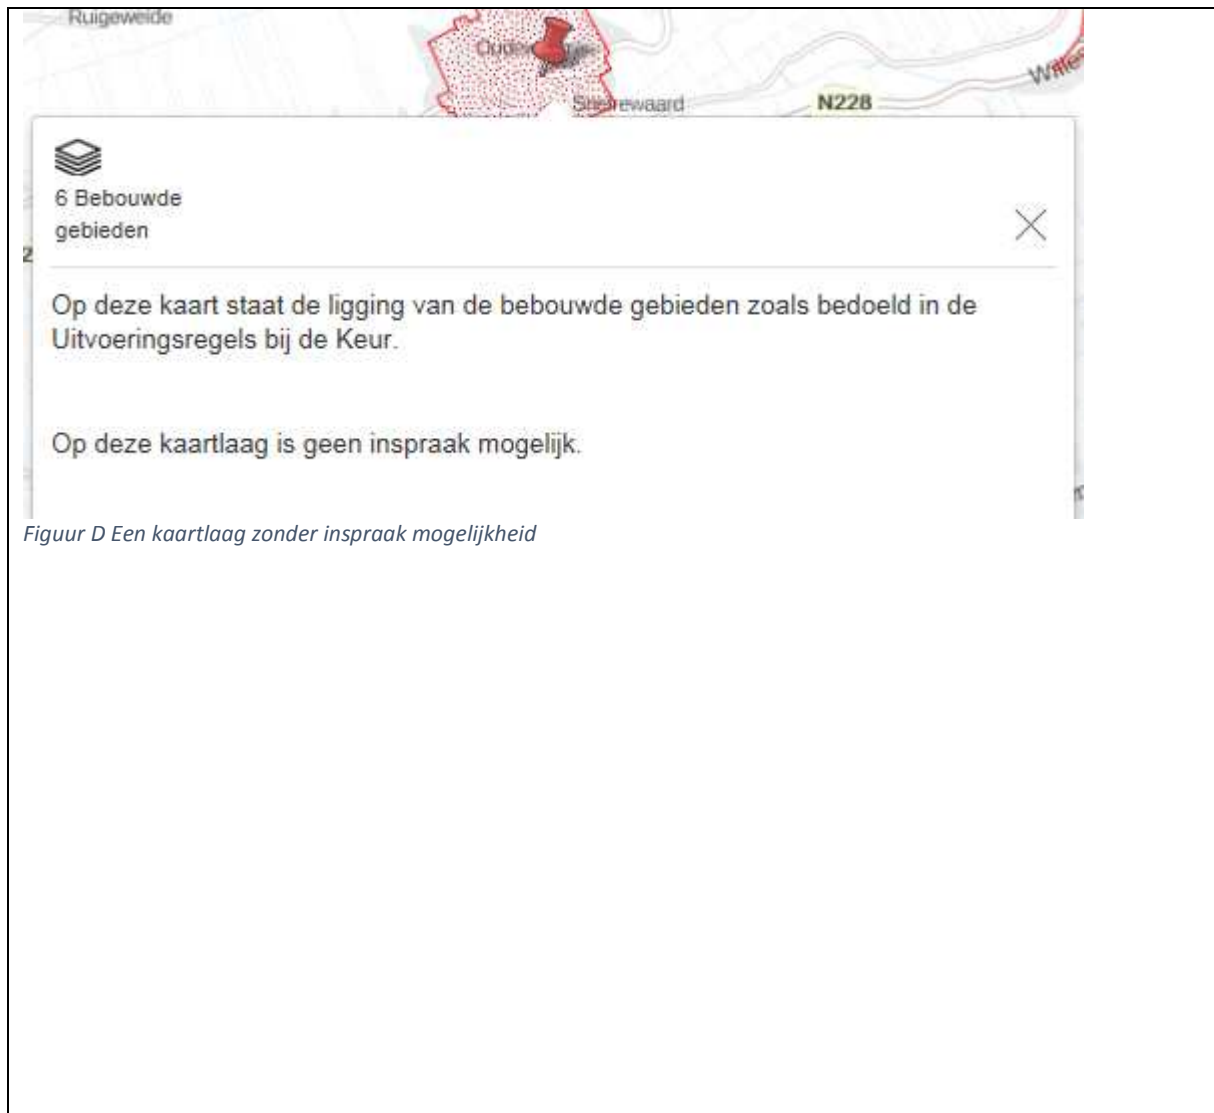 Ruigeweide
Snelrewaard
N228
6 Bebouwde
gebieden
2
Op deze kaart staat de ligging van de bebouwde gebieden zoals bedoeld in de
Uitvoeringsregels bij de Keur.
Op deze kaartlaag is geen inspraak mogelijk.
Figuur D Een kaartlaag zonder inspraak mogelijkheid